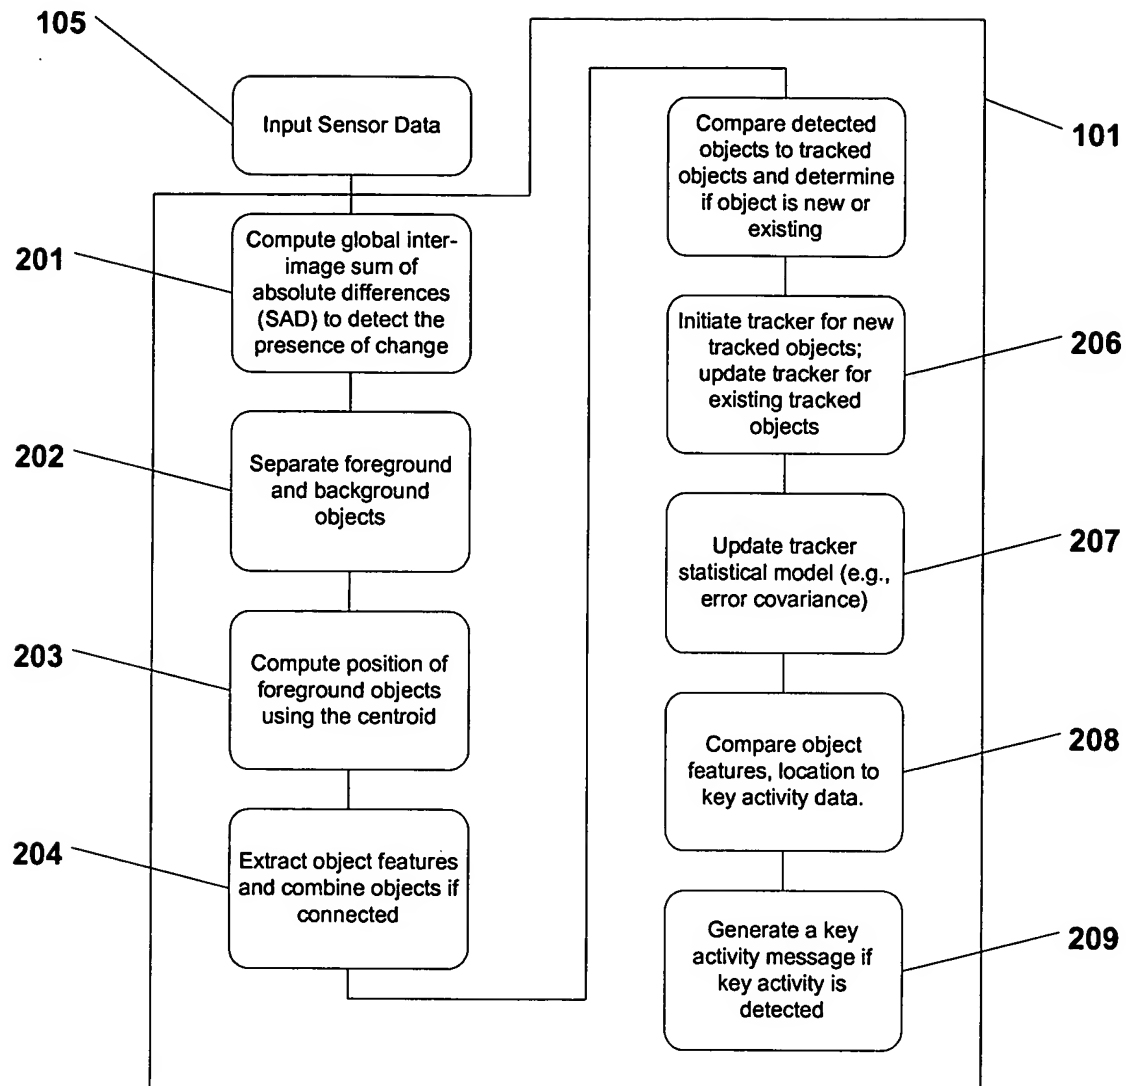 105
Input Sensor Data
201
Compute global inter-
image sum of
absolute differences
(SAD) to detect the
presence of change
202
Separate foreground
and background
objects
203
Compute position of
foreground objects
using the centroid
204
Extract object features
and combine objects if
connected
101
Compare detected
objects to tracked
objects and determine
if object is new or
existing
206
Initiate tracker for new
tracked objects;
update tracker for
existing tracked
objects
207
Update tracker
statistical model (e.g.,
error covariance)
208
Compare object
features, location to
key activity data.
209
Generate a key
activity message if
key activity is
detected